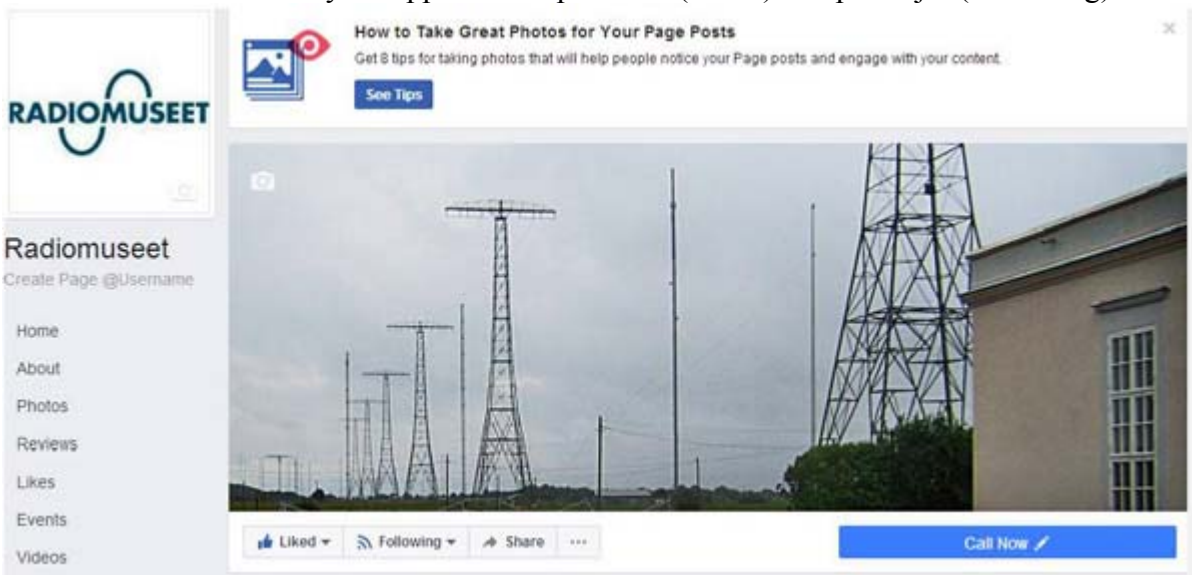 How to Take Great Photos for Your Page Posts
Get 8 tips for taking photos that will help people notice your Page posts and engage with your content.
See Tips
RADIOMUSEET
Radiomuseet
Create Page @Username
Home
About
Photos
Reviews
Likes
Events
Videos
Liked
Following
Share
Call Now